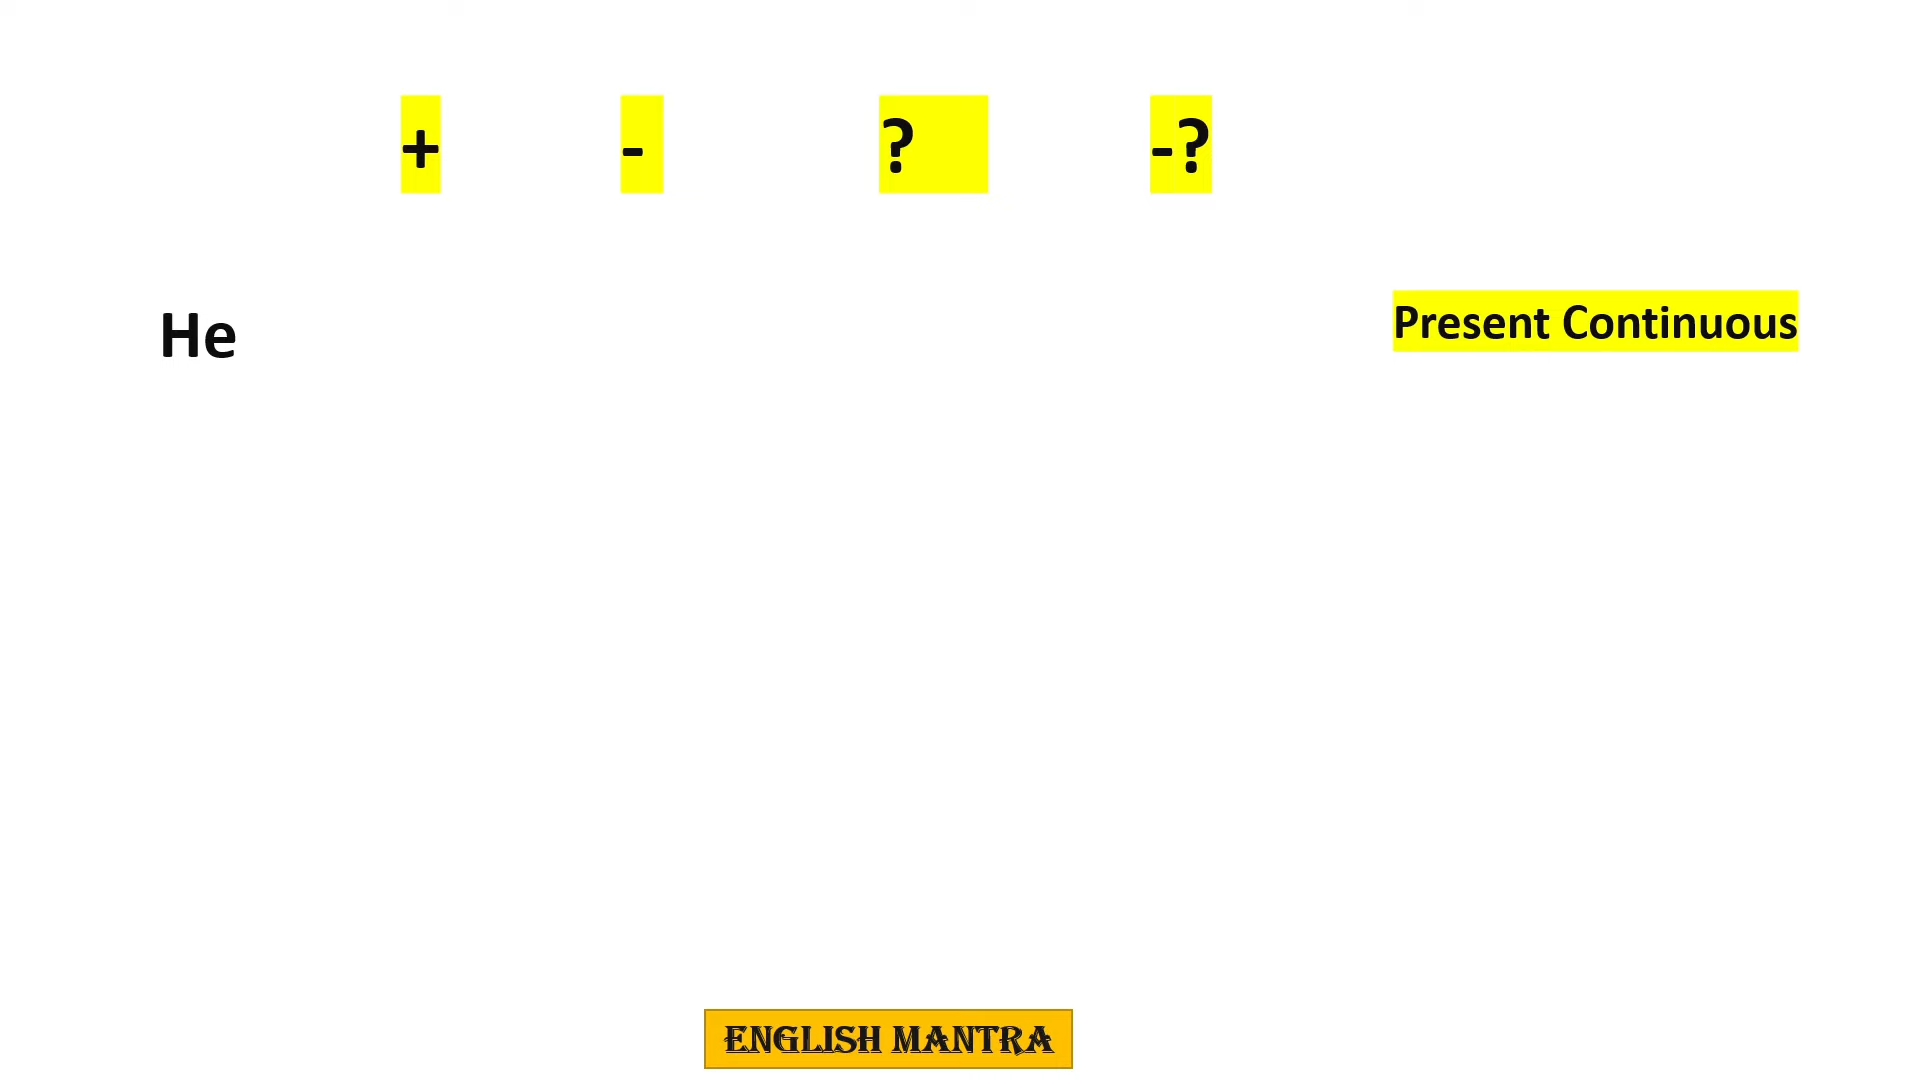 + - ? -?
He Present Continuous
ENGLISH MANTRA